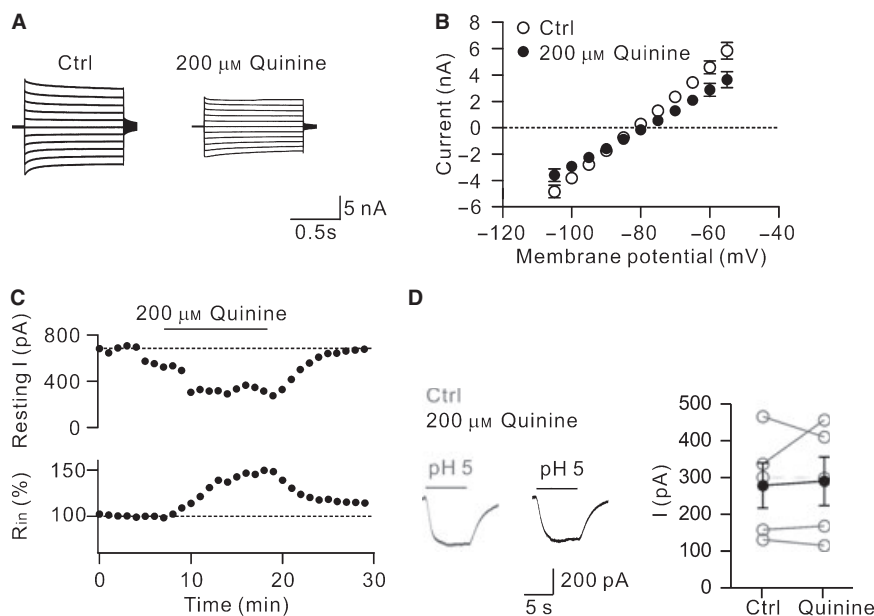 A
Ctrl
200 μM Quinine
5 nA
0.5s
B
Ctrl
200 μM Quinine
Current (nA)
8
6
4
2
0
−2
−4
−6
−120
−100
−80
−60
−40
Membrane potential (mV)
C
200 μM Quinine
Resting I (pA)
800
400
0
Rin (%)
150
100
0
10
20
30
Time (min)
D
Ctrl
200 μM Quinine
pH 5
pH 5
200 pA
5 s
I (pA)
500
400
300
200
100
0
Ctrl
Quinine